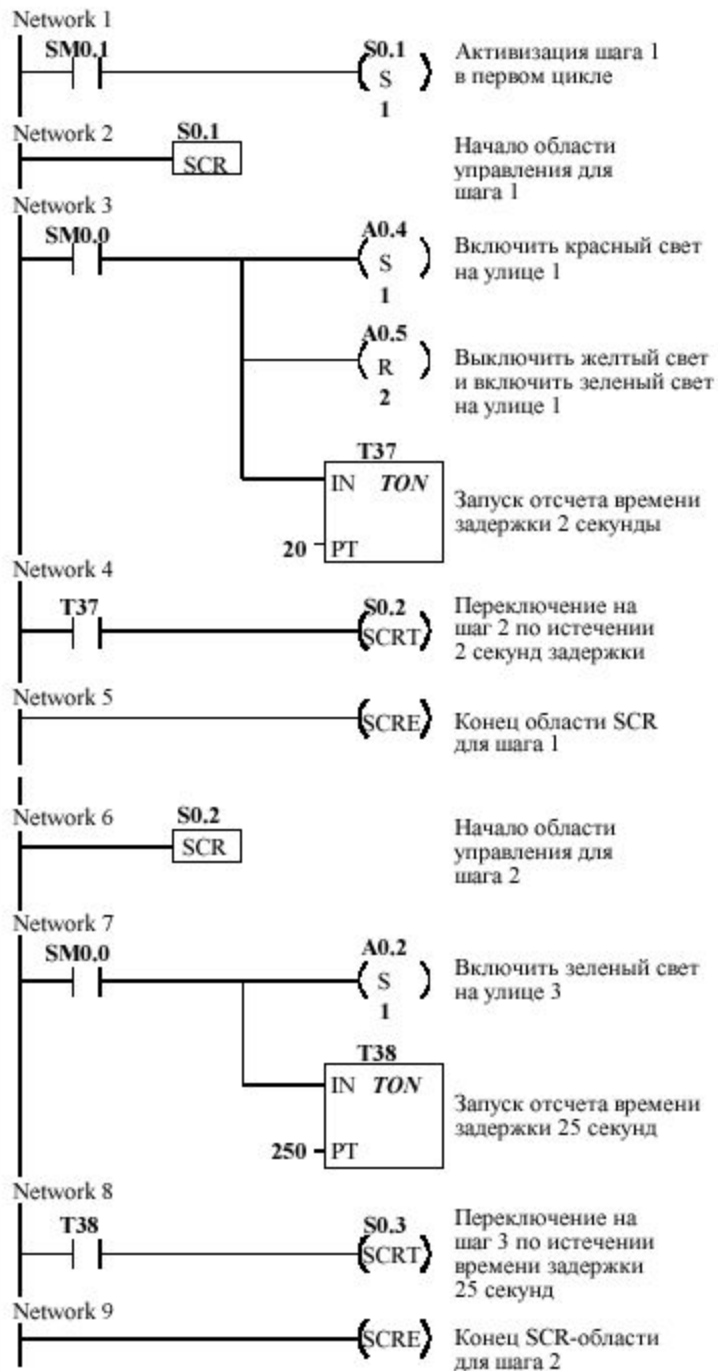 Network 1
SM0.1
S0.1
S
1
Активизация шага 1
в первом цикле
Network 2
S0.1
SCR
Начало области
управления для
шага 1
Network 3
SM0.0
A0.4
S
1
Включить красный свет
на улице 1
A0.5
R
2
Выключить желтый свет
и включить зеленый свет
на улице 1
T37
IN TON
20 PT
Запуск отсчета времени
задержки 2 секунды
Network 4
T37
S0.2
SCRT
Переключение на
шаг 2 по истечении
2 секунд задержки
Network 5
SCRE
Конец области SCR
для шага 1
Network 6
S0.2
SCR
Начало области
управления для
шага 2
Network 7
SM0.0
A0.2
S
1
Включить зеленый свет
на улице 3
T38
IN TON
250 PT
Запуск отсчета времени
задержки 25 секунд
Network 8
T38
S0.3
SCRT
Переключение на
шаг 3 по истечении
времени задержки
25 секунд
Network 9
SCRE
Конец SCR-области
для шага 2